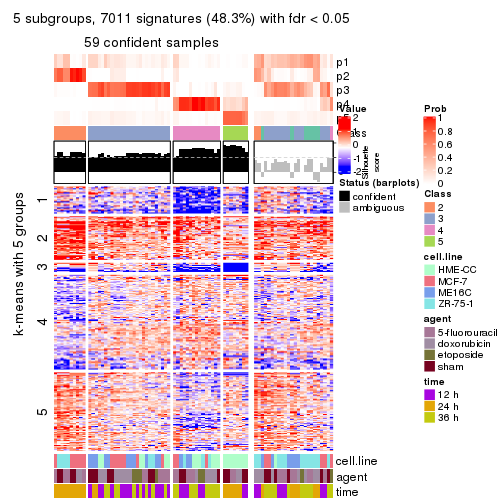 5 subgroups, 7011 signatures (48.3%) with fdr < 0.05
59 confident samples
p1
p2
p3
p4
Class
Silhouette
score
k-means with 5 groups
1
2
3
4
5
cell.line
agent
time
Value
2
1
0
-1
-2
Status (barplots)
confident
ambiguous
Prob
1
0.8
0.6
0.4
0.2
0
Class
2
3
4
5
cell.line
HME-CC
MCF-7
ME16C
ZR-75-1
agent
5-fluorouracil
doxorubicin
etoposide
sham
time
12 h
24 h
36 h